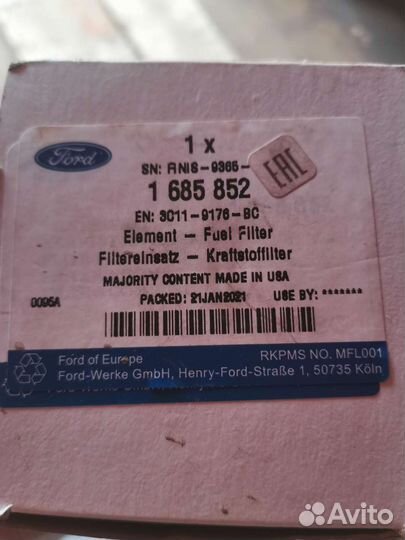 Ford
1 x
SN: RNIS-9365-
EAC
1 685 852
EN: 3C11-9176-BC
Element - Fuel Filter
Filtereinsatz - Kraftstoffilter
MAJORITY CONTENT MADE IN USA
0095A PACKED: 21JAN2021 USE BY: *******
Ford of Europe RKPMS NO. MFL001
Ford-Werke GmbH, Henry-Ford-Straße 1, 50735 Köln
Avito